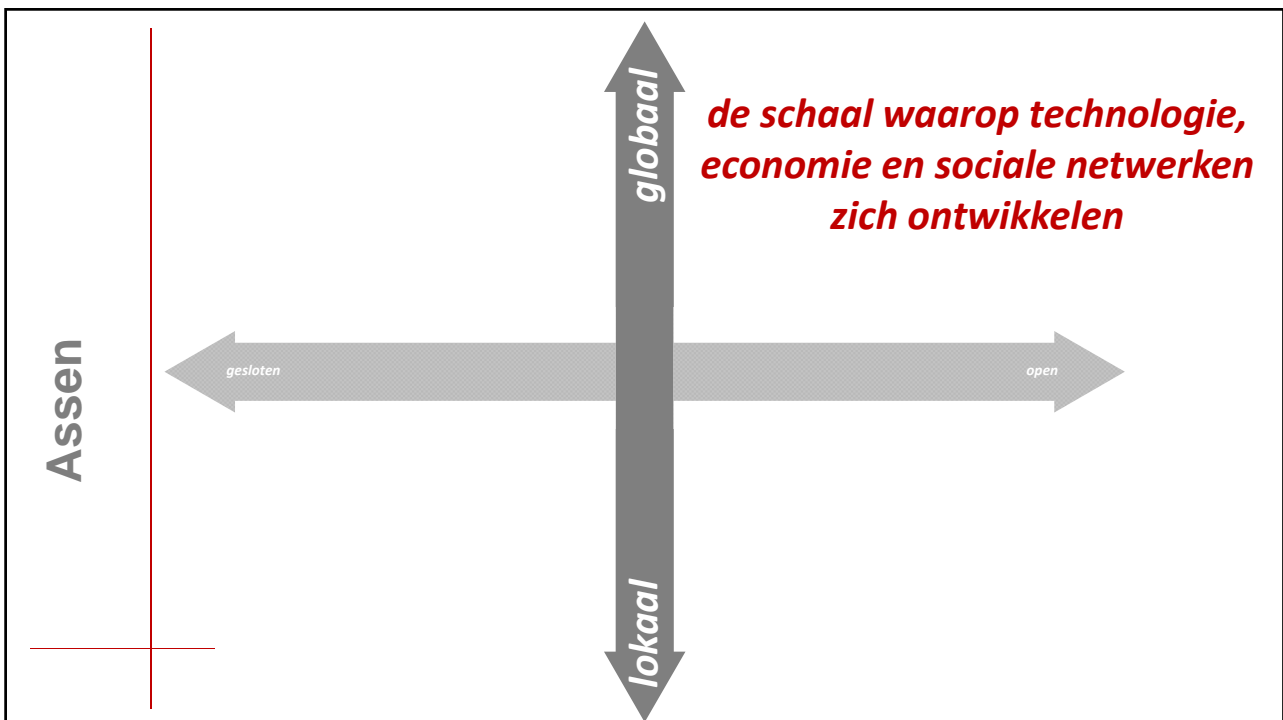 Assen
globaal
de schaal waarop technologie,
economie en sociale netwerken
zich ontwikkelen
gesloten
open
lokaal